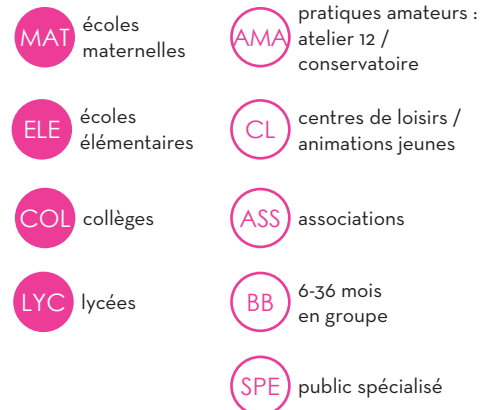 MAT
écoles
maternelles
ELE
écoles
élémentaires
COL
collèges
LYC
lycées
AMA
pratiques amateurs :
atelier 12 /
conservatoire
CL
centres de loisirs /
animations jeunes
ASS
associations
BB
6-36 mois
en groupe
SPE
public spécialisé